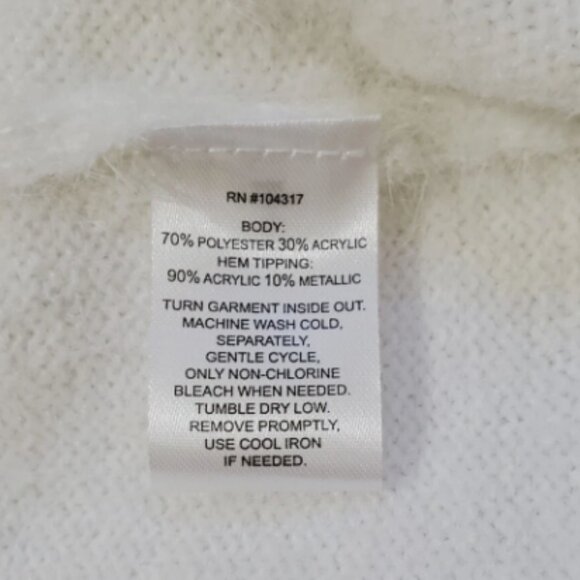 RN #104317
BODY:
70% POLYESTER 30% ACRYLIC
HEM TIPPING:
90% ACRYLIC 10% METALLIC
TURN GARMENT INSIDE OUT.
MACHINE WASH COLD.
SEPARATELY,
GENTLE CYCLE,
ONLY NON-CHLORINE
BLEACH WHEN NEEDED.
TUMBLE DRY LOW.
REMOVE PROMPTLY,
USE COOL IRON
IF NEEDED.